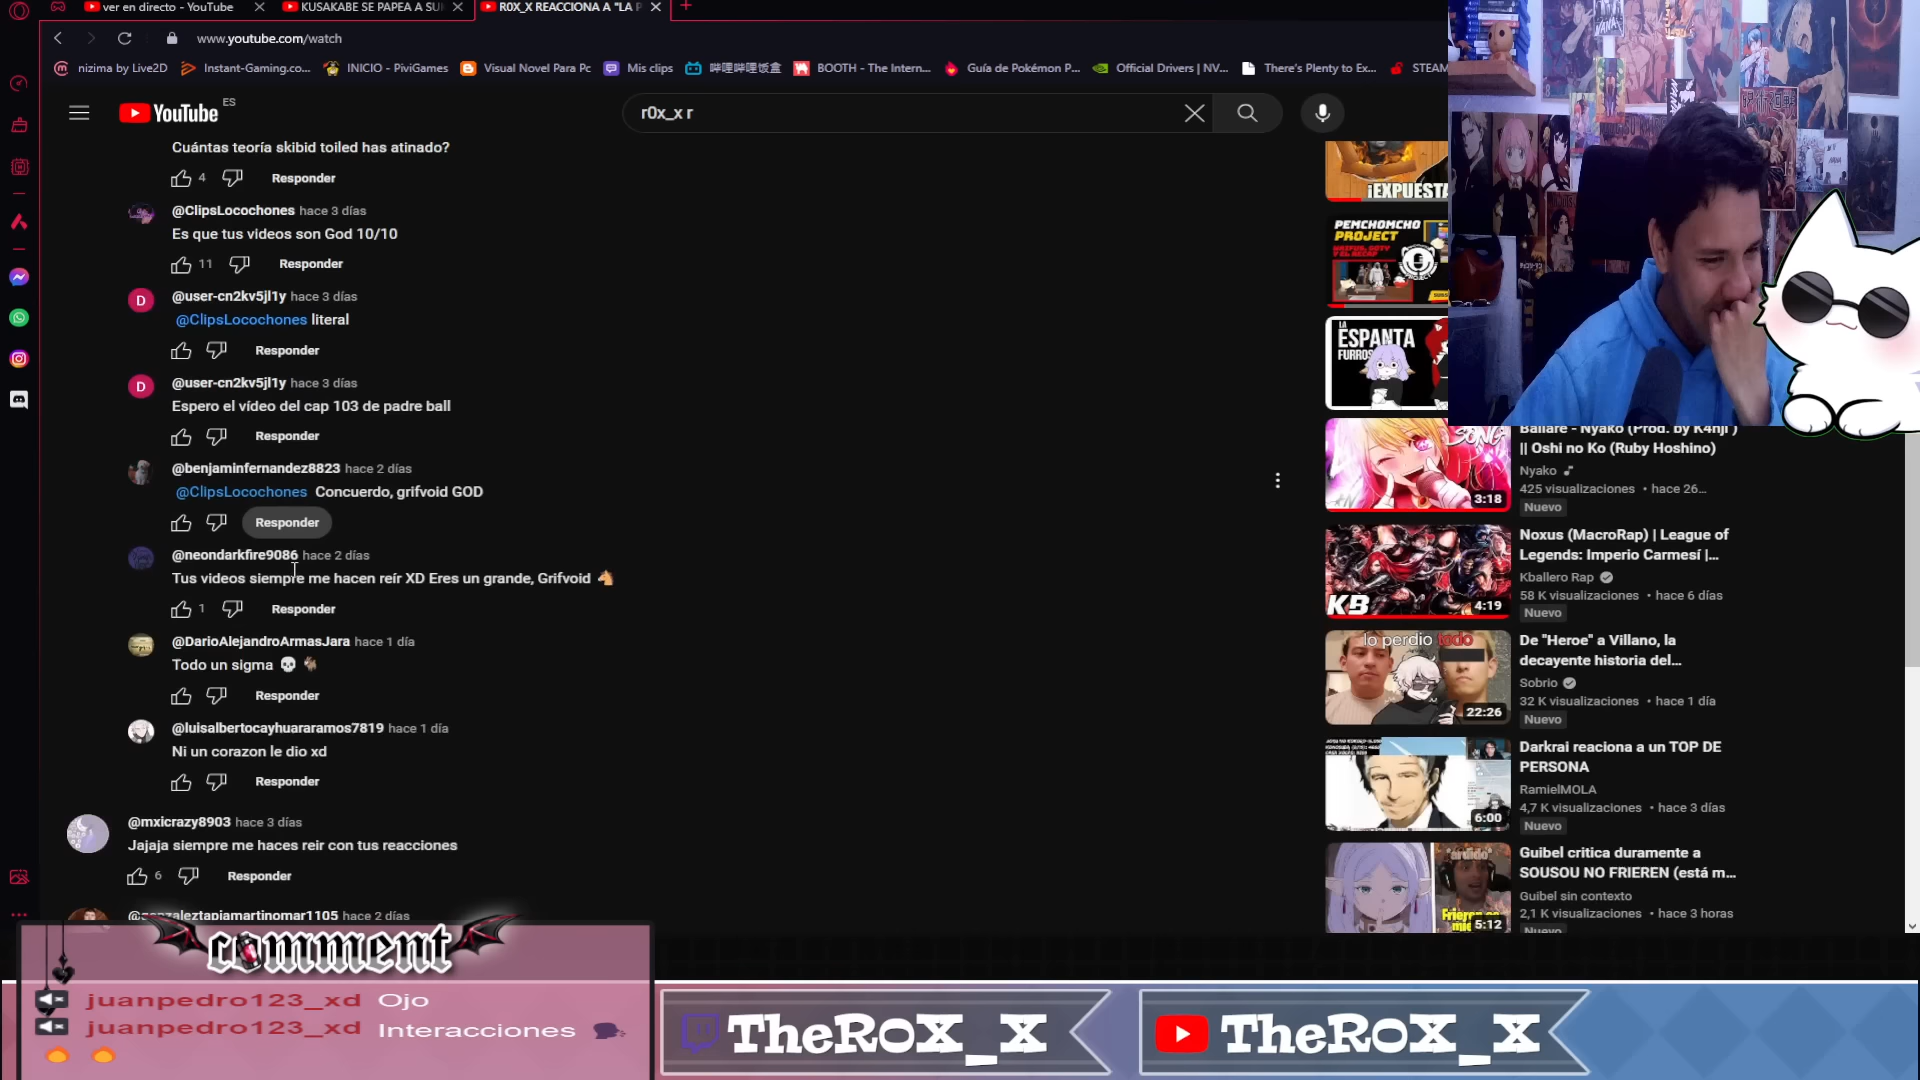 ver en directo - YouTube
KUSAKABE SE PAPEA A SU
R0X_X REACCIONA A "LA P
www.youtube.com/watch
nizima by Live2D
Instant-Gaming.co...
INICIO - PiviGames
Visual Novel Para Pc
Mis clips
哔哩哔哩饭盒
BOOTH - The Intern...
Guía de Pokémon P...
Official Drivers | NV...
There's Plenty to Ex...
STEAM
YouTube
ES
r0x_x r
Cuántas teoría skibid toiled has atinado?
4
Responder
@ClipsLocochones hace 3 días
Es que tus videos son God 10/10
11
Responder
@user-cn2kv5jl1y hace 3 días
@ClipsLocochones literal
Responder
D
@user-cn2kv5jl1y hace 3 días
Espero el vídeo del cap 103 de padre ball
Responder
D
@benjaminfernandez8823 hace 2 días
@ClipsLocochones Concuerdo, grifvoid GOD
Responder
@neondarkfire9086 hace 2 días
Tus videos siempre me hacen reír XD Eres un grande, Grifvoid 🐴
1
Responder
@DarioAlejandroArmasJara hace 1 día
Todo un sigma 💀 🐐
Responder
@luisalbertocayhuararamos7819 hace 1 día
Ni un corazon le dio xd
Responder
@mxicrazy8903 hace 3 días
Jajaja siempre me haces reir con tus reacciones
6
Responder
@gonzaleztapiamartinomar1105 hace 2 días
¡EXPUESTA
PEMCHOMCHO
PROJECT
LA
ESPANTA
FURROS
SONG
3:18
Ballare - Nyako (Prod. by K4nji )
|| Oshi no Ko (Ruby Hoshino)
Nyako
425 visualizaciones • hace 26...
Nuevo
KB
4:19
Noxus (MacroRap) | League of
Legends: Imperio Carmesí |...
Kballero Rap
58 K visualizaciones • hace 6 días
Nuevo
lo perdio todo
22:26
De "Heroe" a Villano, la
decayente historia del...
Sobrio
32 K visualizaciones • hace 1 día
Nuevo
6:00
Darkrai reaciona a un TOP DE
PERSONA
RamielMOLA
4,7 K visualizaciones • hace 3 días
Nuevo
*ardido*
5:12
Guibel critica duramente a
SOUSOU NO FRIEREN (está m...
Guibel sin contexto
2,1 K visualizaciones • hace 3 horas
Nuevo
comment
juanpedro123_xd Ojo
juanpedro123_xd Interacciones
TheR0X_X
TheR0X_X